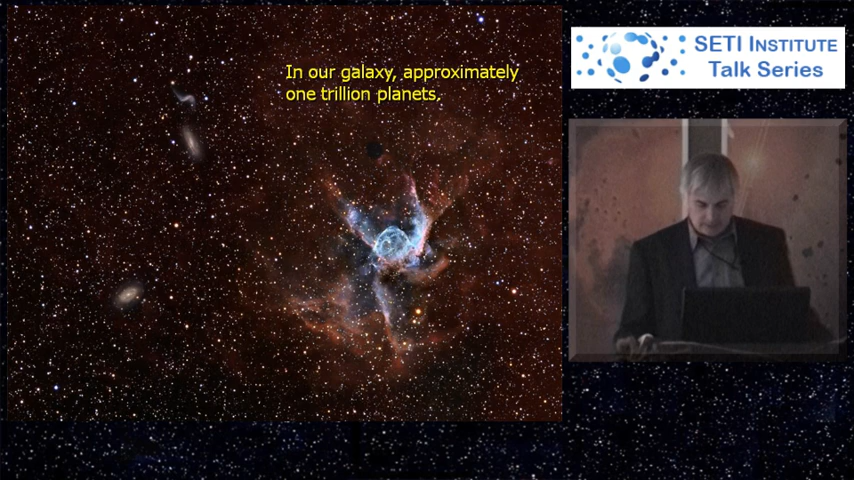 In our galaxy, approximately
one trillion planets.
SETI INSTITUTE
Talk Series